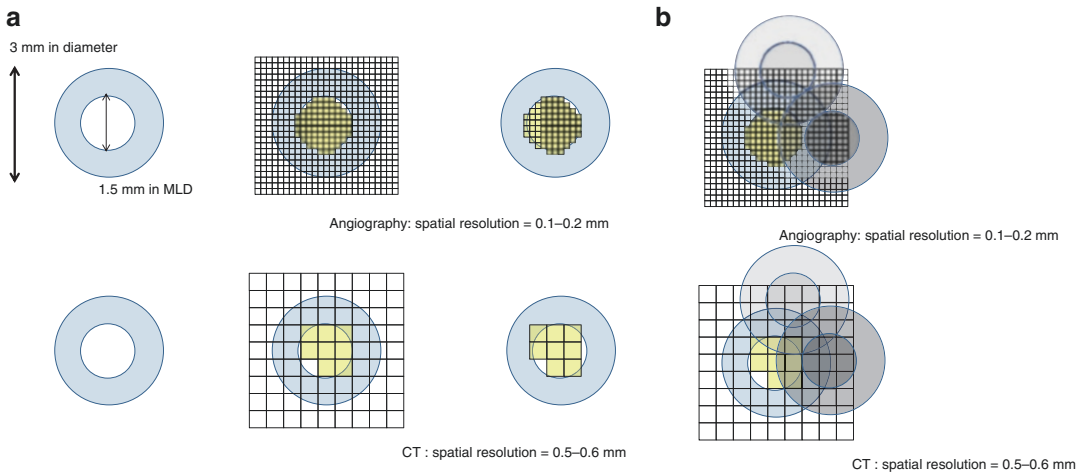 a
b
3 mm in diameter
1.5 mm in MLD
Angiography: spatial resolution = 0.1–0.2 mm
Angiography: spatial resolution = 0.1–0.2 mm
CT : spatial resolution = 0.5–0.6 mm
CT : spatial resolution = 0.5–0.6 mm